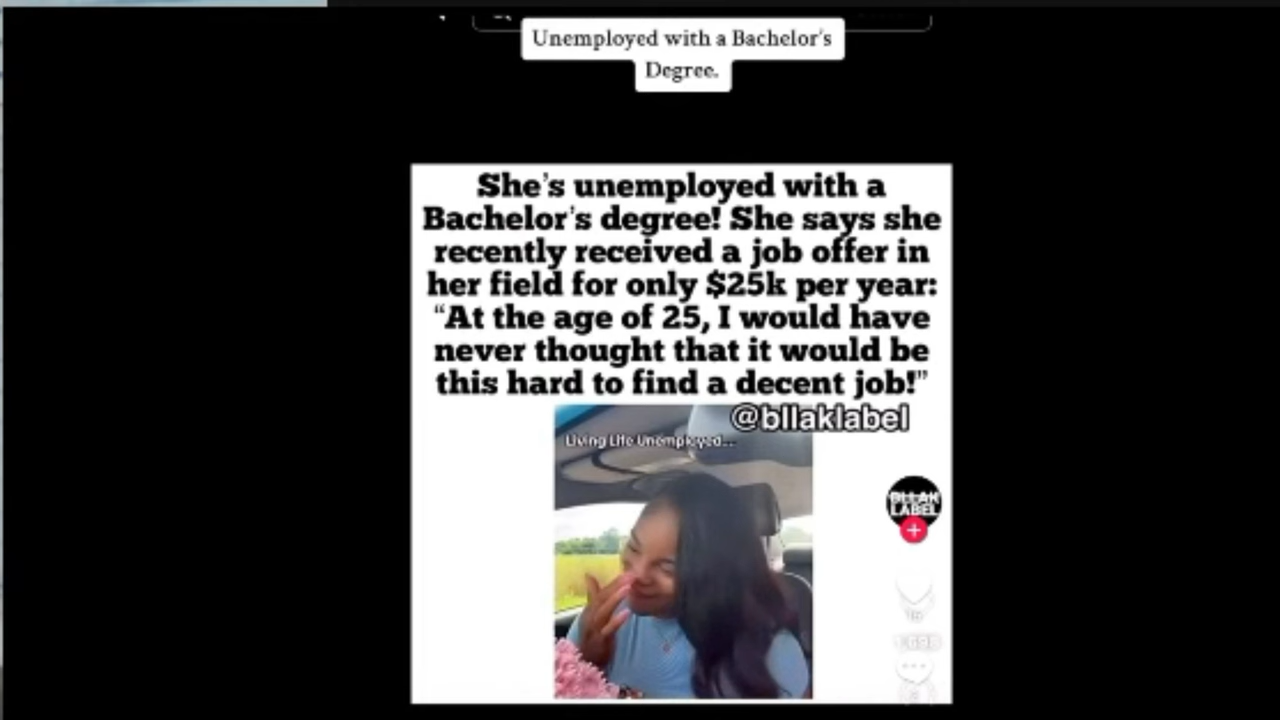 Unemployed with a Bachelor's
Degree.
She's unemployed with a
Bachelor's degree! She says she
recently received a job offer in
her field for only $25k per year:
“At the age of 25, I would have
never thought that it would be
this hard to find a decent job!”
@bllaklabel
Living Life Unemployed...
BLLAK
LABEL